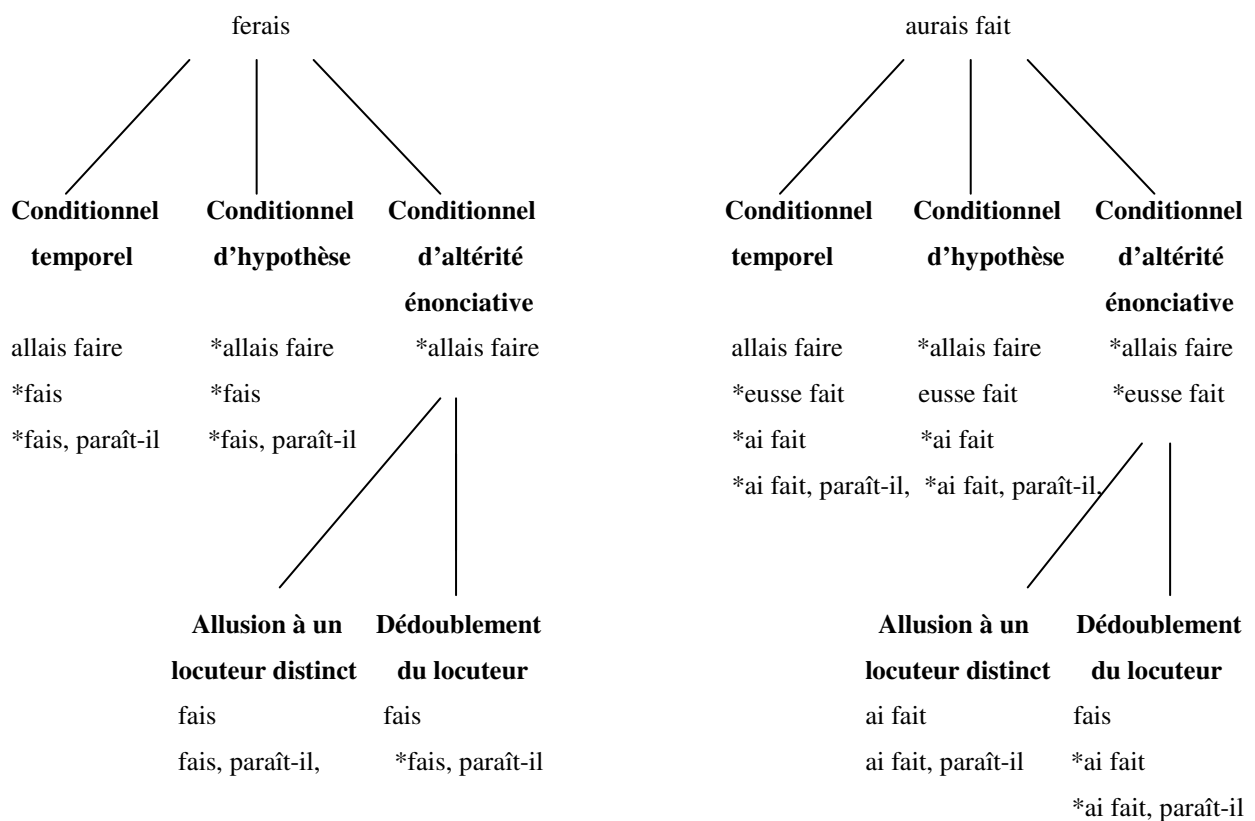 ferais
aurais fait
Conditionnel Conditionnel Conditionnel
temporel d’hypothèse d’altérité
énonciative
allais faire *allais faire *allais faire
*fais *fais
*fais, paraît-il *fais, paraît-il
Allusion à un Dédoublement
locuteur distinct du locuteur
fais fais
fais, paraît-il, *fais, paraît-il
Conditionnel Conditionnel Conditionnel
temporel d’hypothèse d’altérité
énonciative
allais faire *allais faire *allais faire
*eusse fait eusse fait *eusse fait
*ai fait *ai fait
*ai fait, paraît-il, *ai fait, paraît-il,
Allusion à un Dédoublement
locuteur distinct du locuteur
ai fait fais
ai fait, paraît-il *ai fait
*ai fait, paraît-il